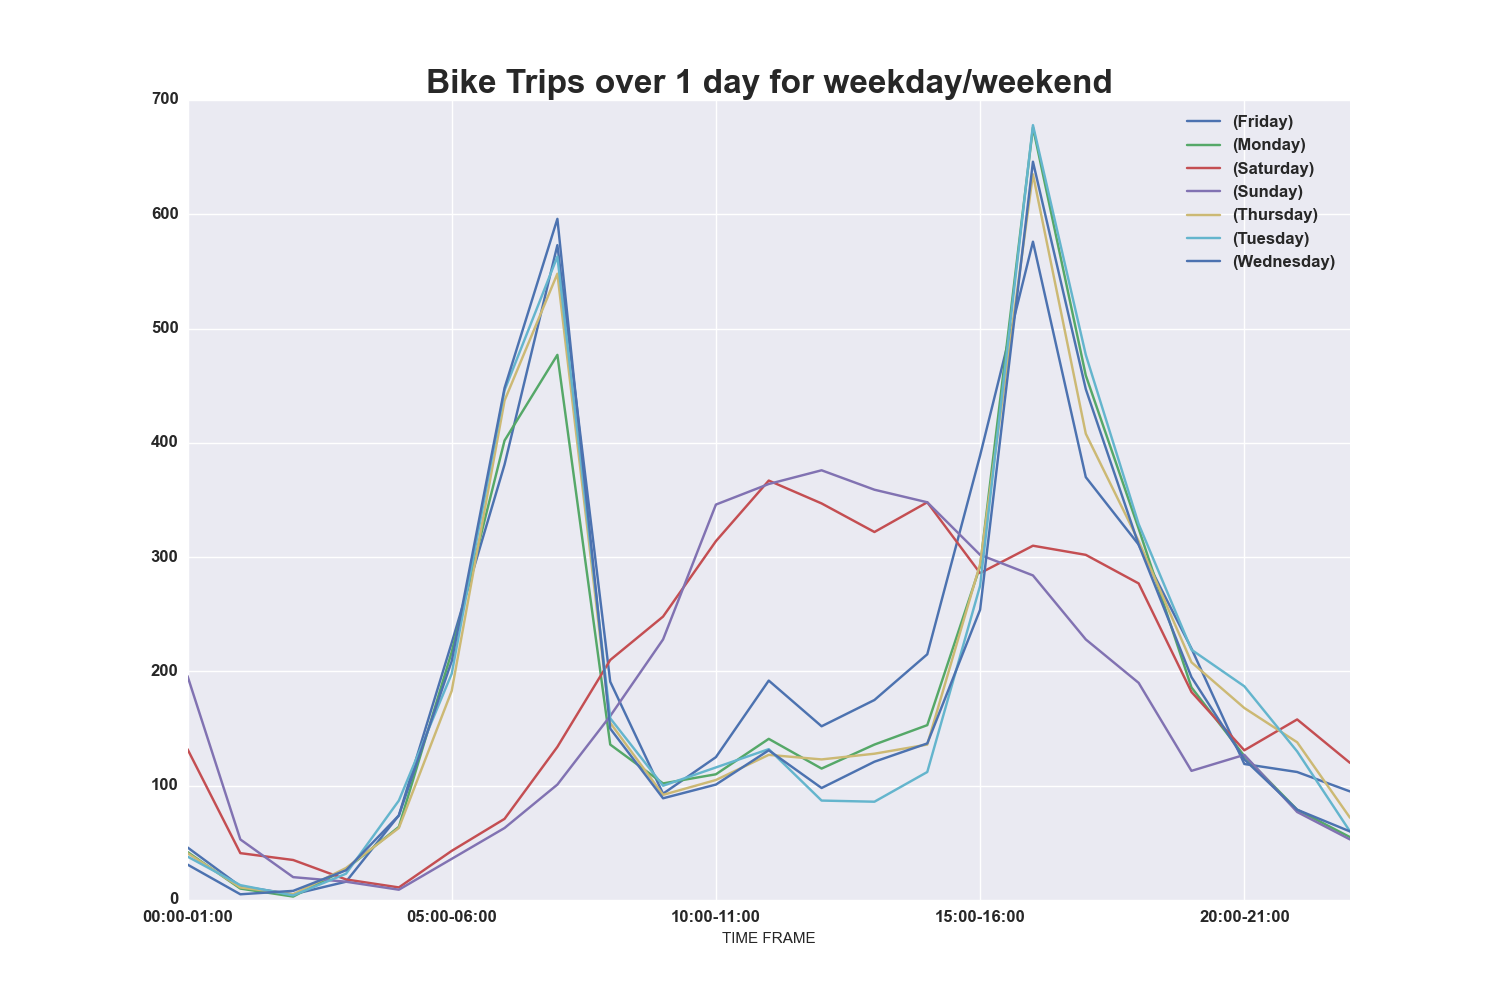 Bike Trips over 1 day for weekday/weekend
700
600
500
400
300
200
100
0
(Friday)
(Monday)
(Saturday)
(Sunday)
(Thursday)
(Tuesday)
(Wednesday)
00:00-01:00 05:00-06:00 10:00-11:00 15:00-16:00 20:00-21:00
TIME FRAME